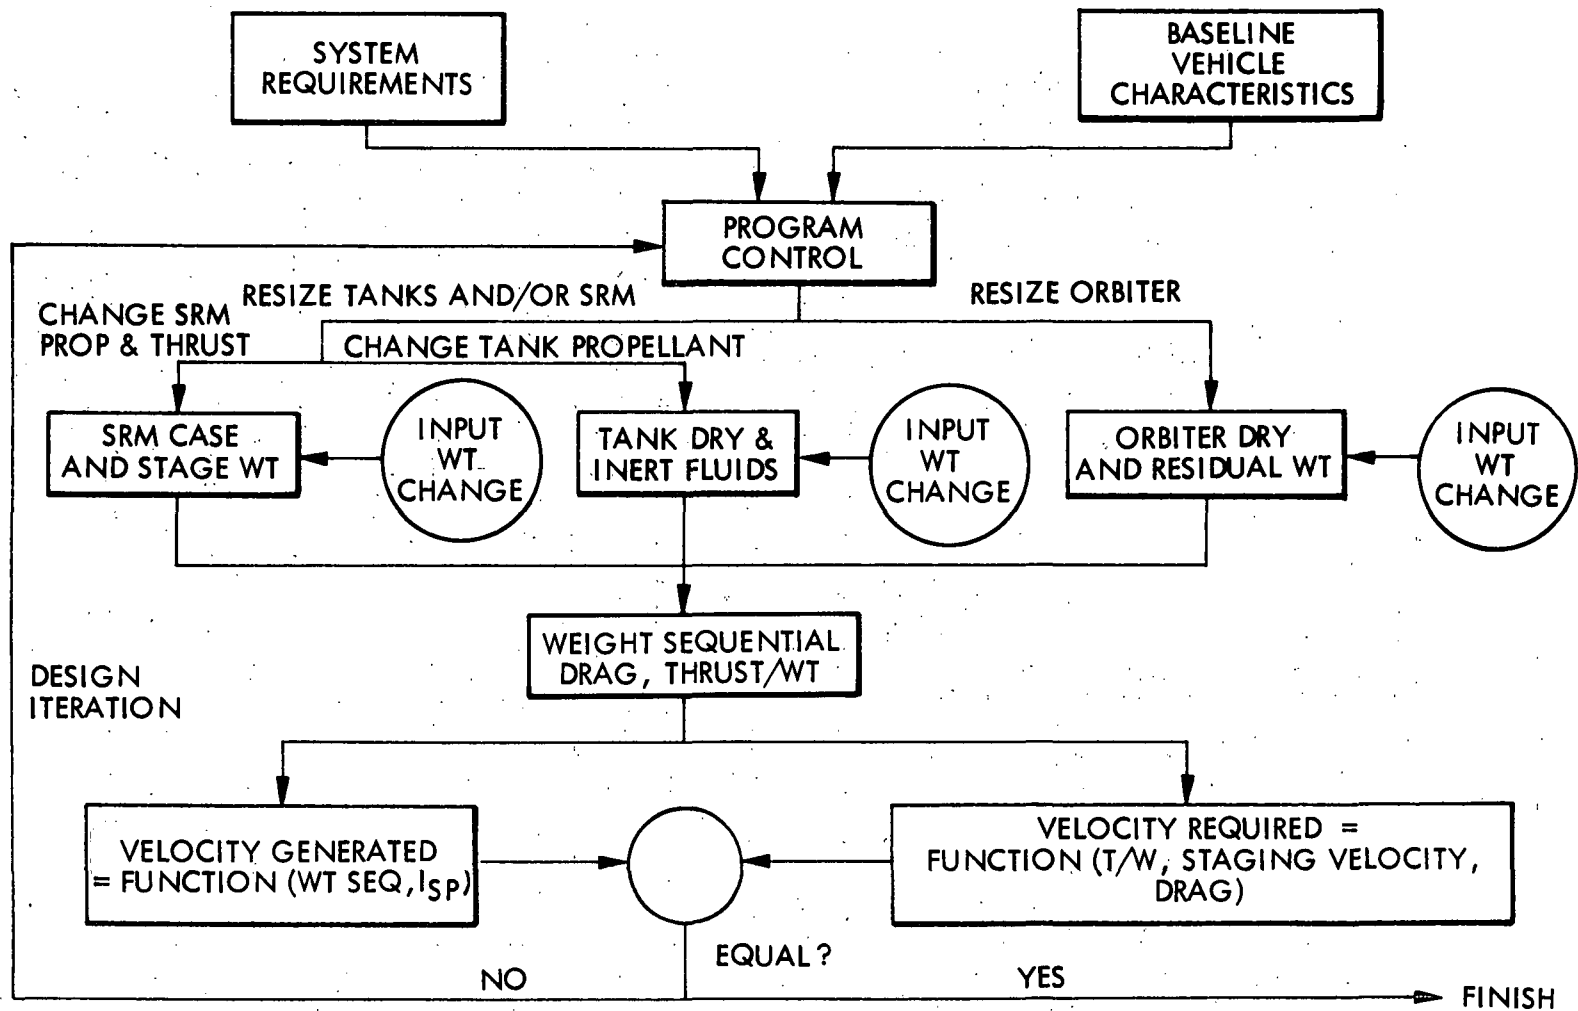 SYSTEM
REQUIREMENTS
BASELINE
VEHICLE
CHARACTERISTICS
PROGRAM
CONTROL
RESIZE TANKS AND/OR SRM
RESIZE ORBITER
CHANGE SRM
PROP & THRUST
CHANGE TANK PROPELLANT
SRM CASE
AND STAGE WT
INPUT
WT
CHANGE
TANK DRY &
INERT FLUIDS
INPUT
WT
CHANGE
ORBITER DRY
AND RESIDUAL WT
INPUT
WT
CHANGE
WEIGHT SEQUENTIAL
DRAG, THRUST/WT
DESIGN
ITERATION
VELOCITY GENERATED
= FUNCTION (WT SEQ, ISP)
VELOCITY REQUIRED =
FUNCTION (T/W, STAGING VELOCITY,
DRAG)
EQUAL?
NO
YES
FINISH